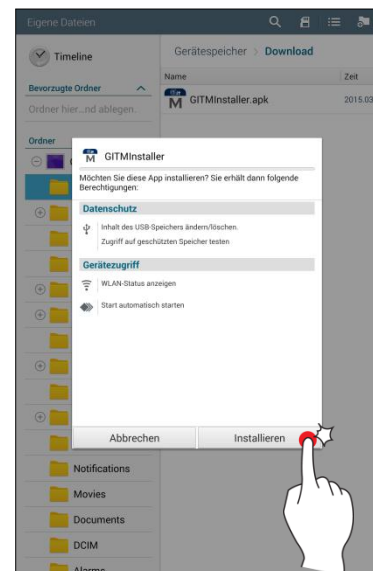 Eigene Dateien
Timeline
Gerätespeicher > Download
Bevorzugte Ordner
Ordner hier...nd ablegen.
Name
Zeit
GITMInstaller.apk
2015.03
Ordner
GITMInstaller
Möchten Sie diese App installieren? Sie erhält dann folgende
Berechtigungen:
Datenschutz
Inhalt des USB-Speichers ändern/löschen.
Zugriff auf geschützten Speicher testen
Gerätezugriff
WLAN-Status anzeigen
Start automatisch starten
Abbrechen
Installieren
Notifications
Movies
Documents
DCIM
Alarms